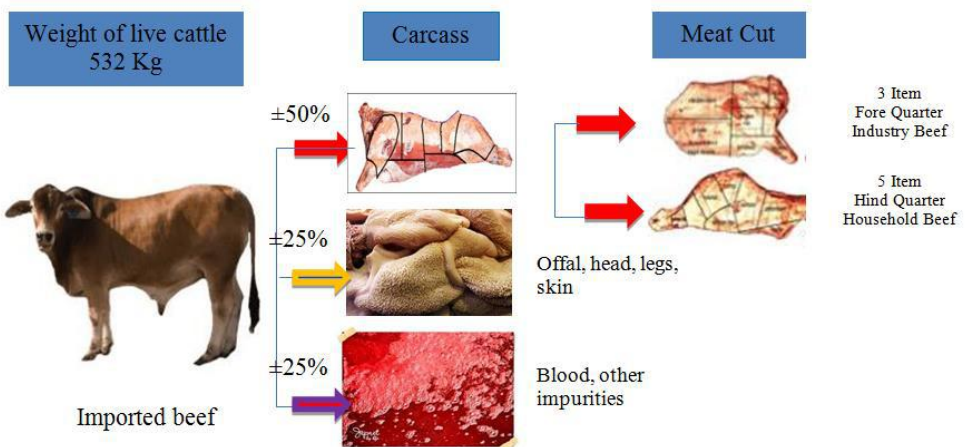 Weight of live cattle
532 Kg
Carcass
Meat Cut
±50%
3 Item
Fore Quarter
Industry Beef
±25%
5 Item
Hind Quarter
Household Beef
Offal, head, legs,
skin
±25%
Blood, other
impurities
Imported beef